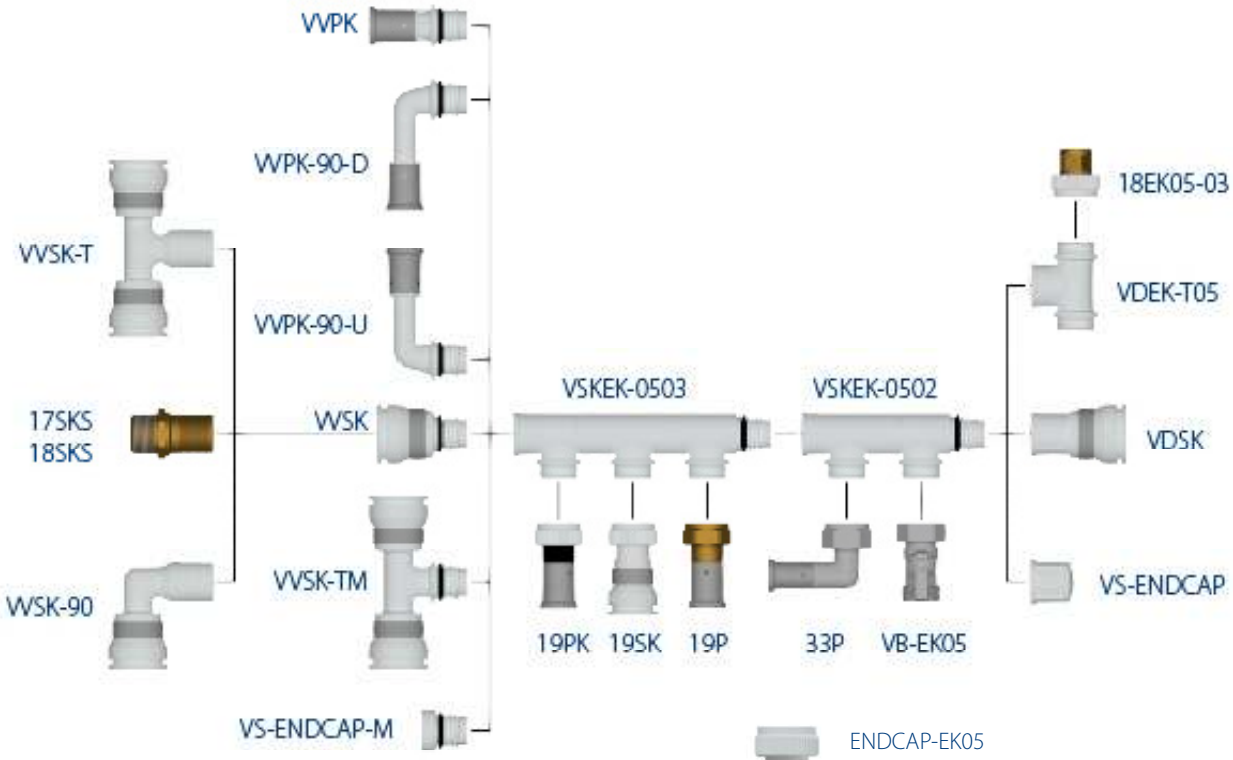 VVPK
VVPK-90-D
18EK05-03
VVSK-T
VDEK-T05
VVPK-90-U
VSKEK-0503
VSKEK-0502
17SKS
18SKS
VVSK
VDSK
VVSK-TM
VVSK-90
VS-ENDCAP
19PK
19SK
19P
33P
VB-EK05
VS-ENDCAP-M
ENDCAP-EK05